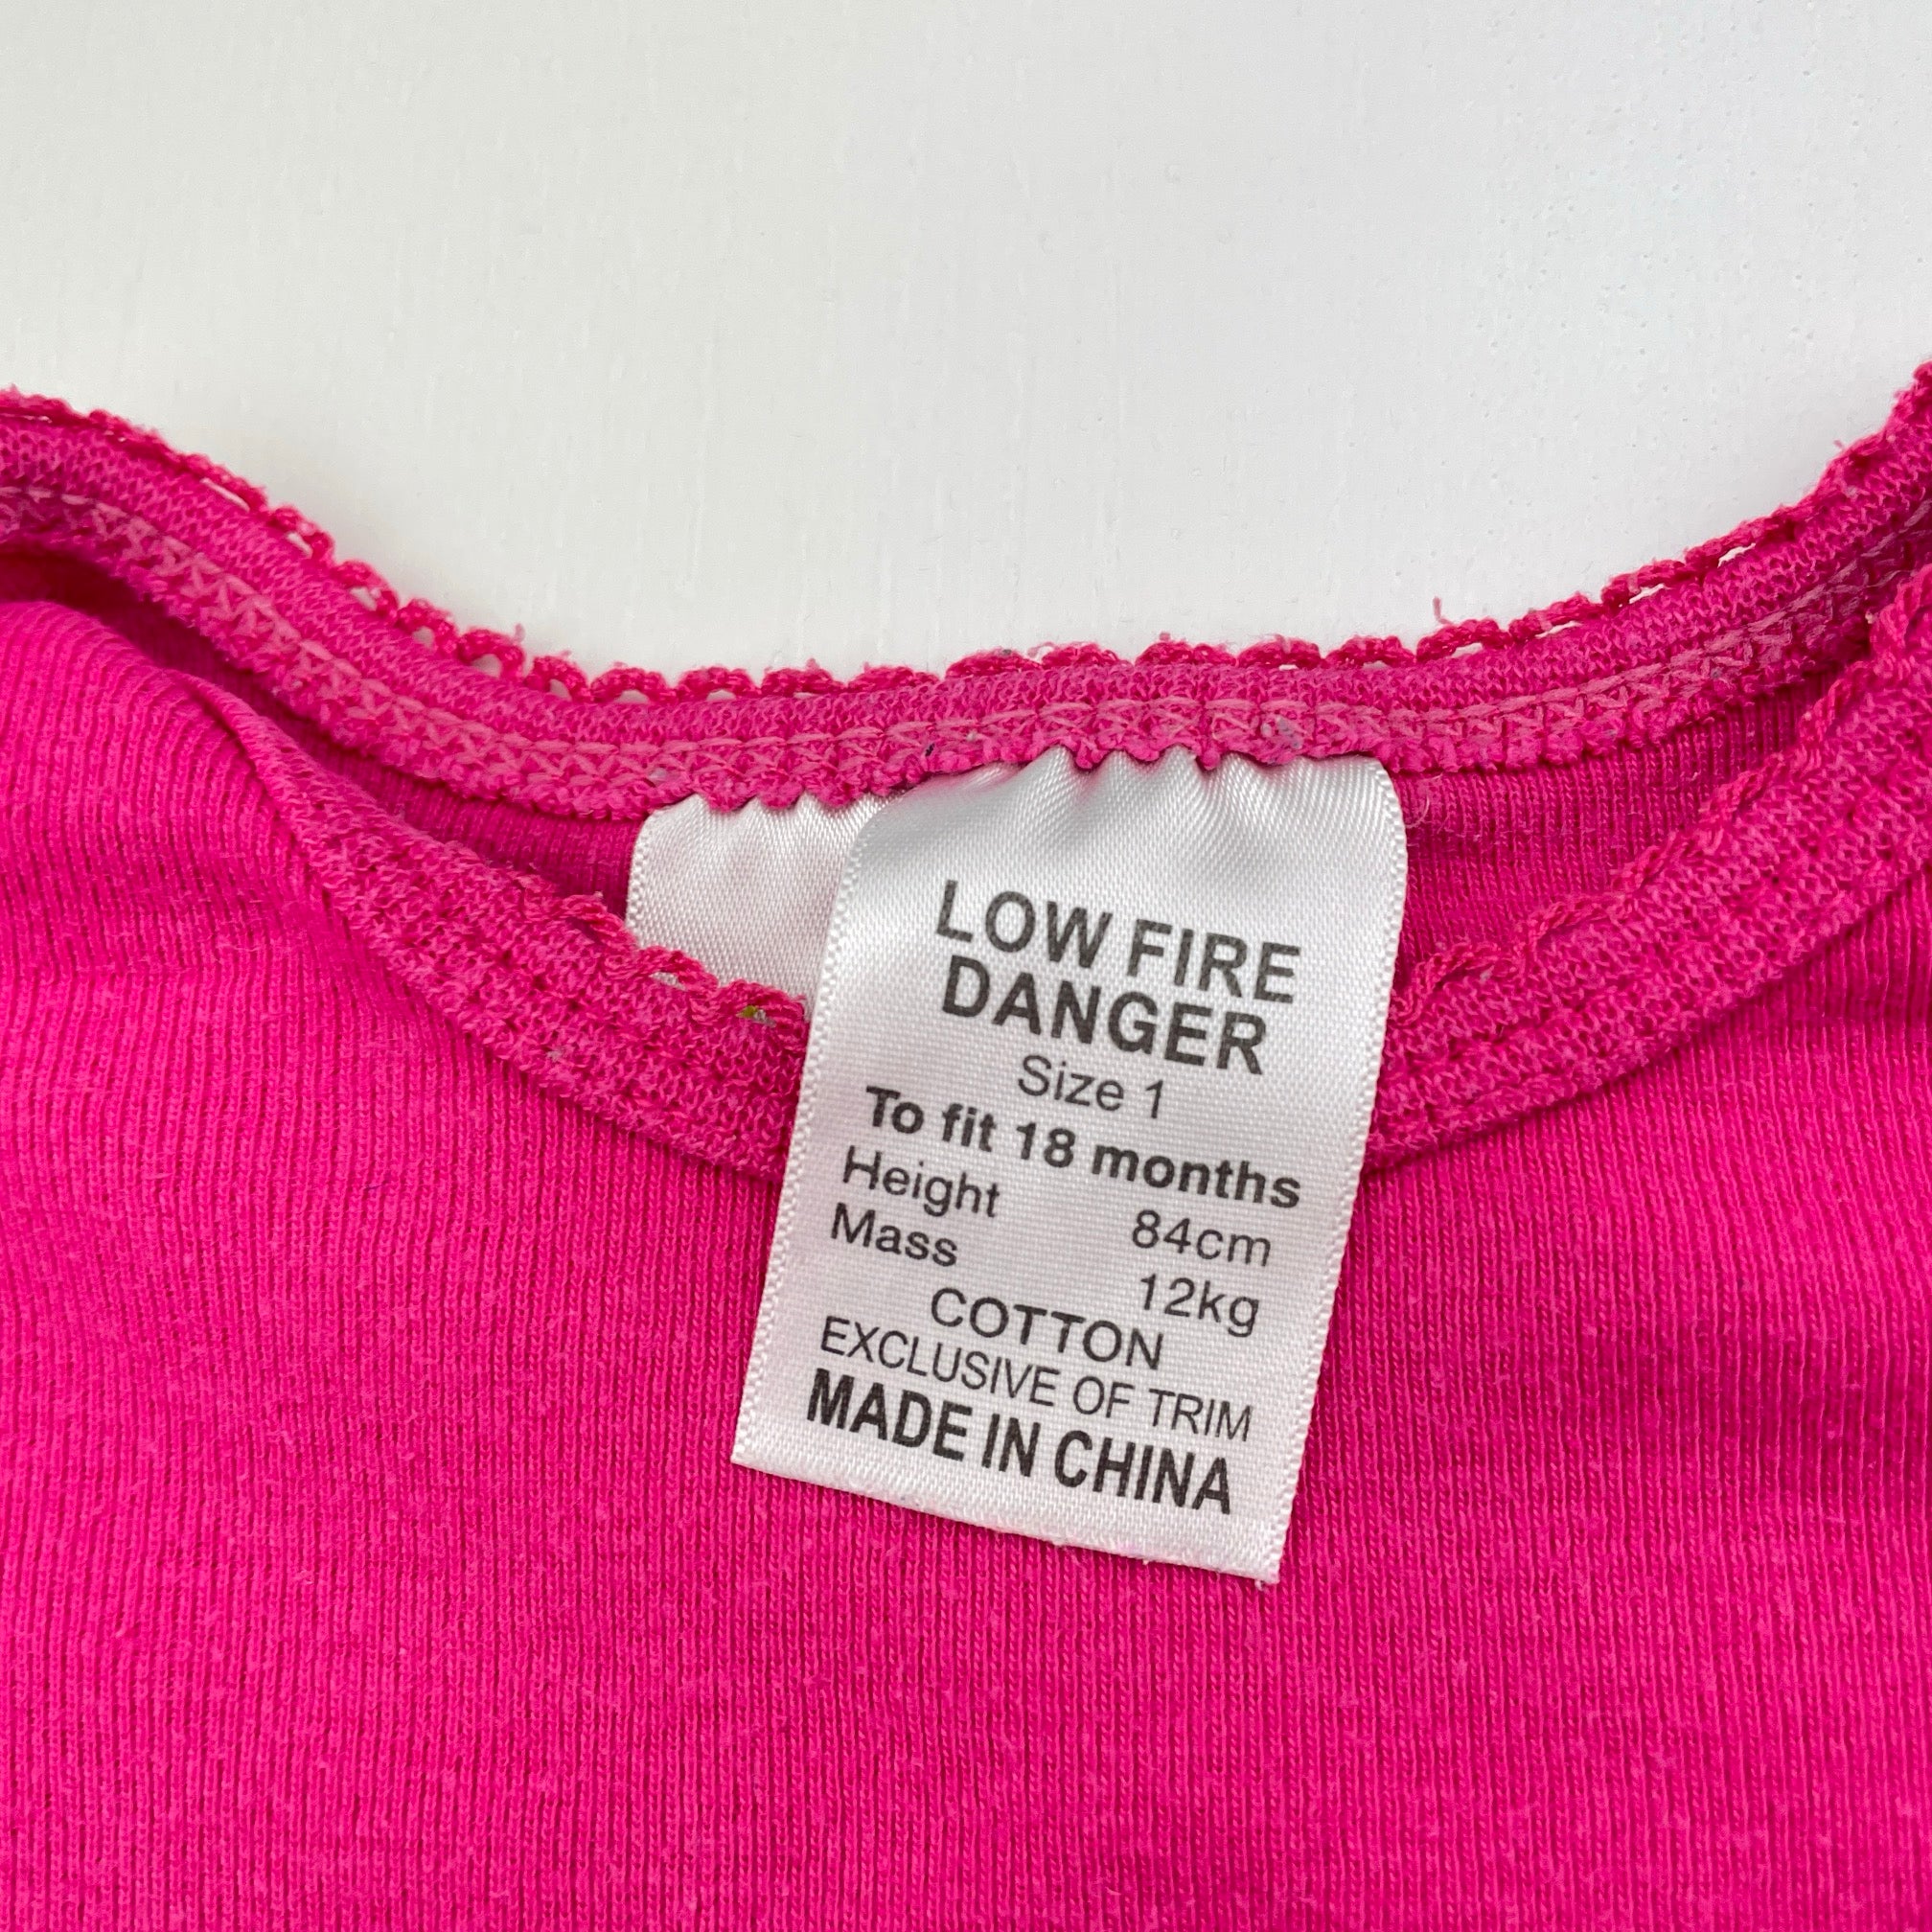 LOW FIRE
DANGER
Size 1
To fit 18 months
Height 84cm
Mass 12kg
COTTON
EXCLUSIVE OF TRIM
MADE IN CHINA